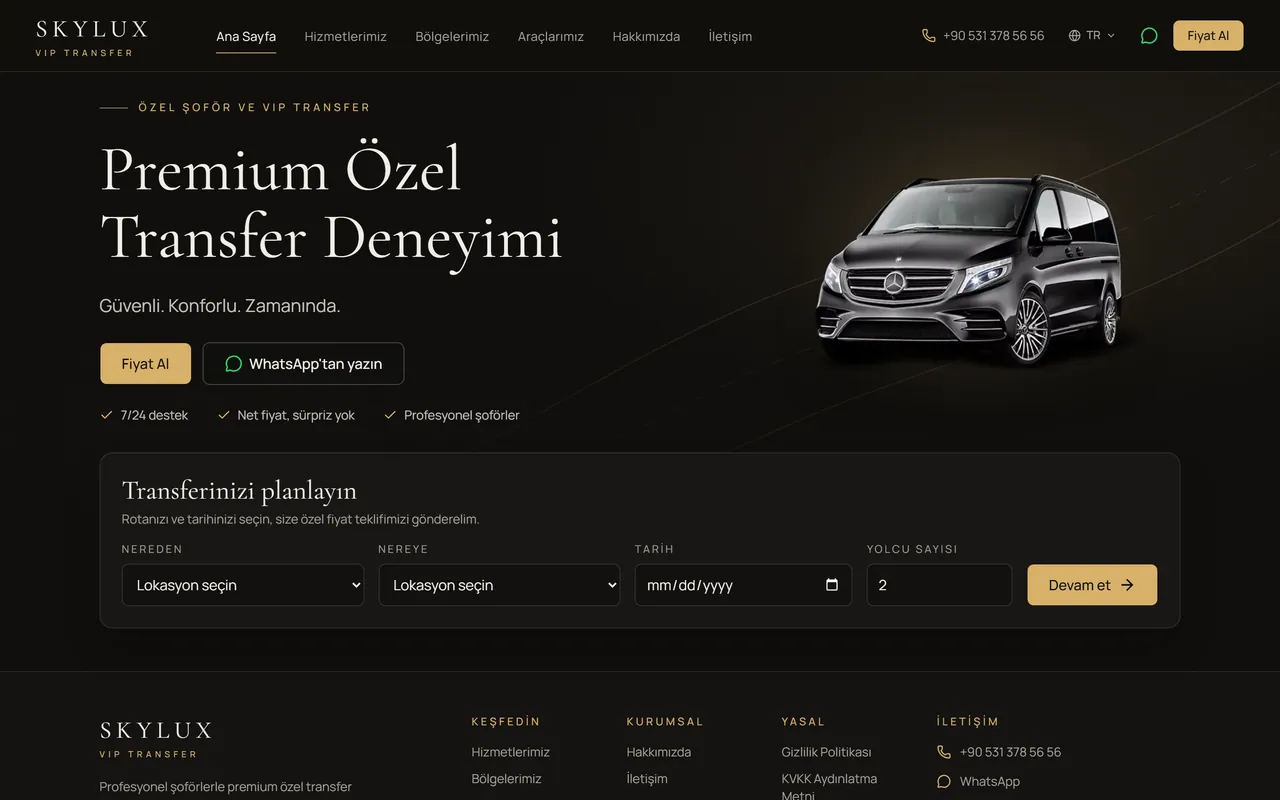 SKYLUX
VIP TRANSFER
Ana Sayfa
Hizmetlerimiz
Bölgelerimiz
Araçlarımız
Hakkımızda
İletişim
+90 531 378 56 56
TR
Fiyat Al
ÖZEL ŞOFÖR VE VIP TRANSFER
Premium Özel
Transfer Deneyimi
Güvenli. Konforlu. Zamanında.
Fiyat Al
WhatsApp'tan yazın
7/24 destek
Net fiyat, sürpriz yok
Profesyonel şoförler
Transferinizi planlayın
Rotanızı ve tarihinizi seçin, size özel fiyat teklifimizi gönderelim.
NEREDEN
NEREYE
TARİH
YOLCU SAYISI
Lokasyon seçin
Lokasyon seçin
mm/dd/yyyy
2
Devam et
SKYLUX
VIP TRANSFER
Profesyonel şoförlerle premium özel transfer
KEŞFEDİN
Hizmetlerimiz
Bölgelerimiz
KURUMSAL
Hakkımızda
İletişim
YASAL
Gizlilik Politikası
KVKK Aydınlatma
Metni
İLETİŞİM
+90 531 378 56 56
WhatsApp